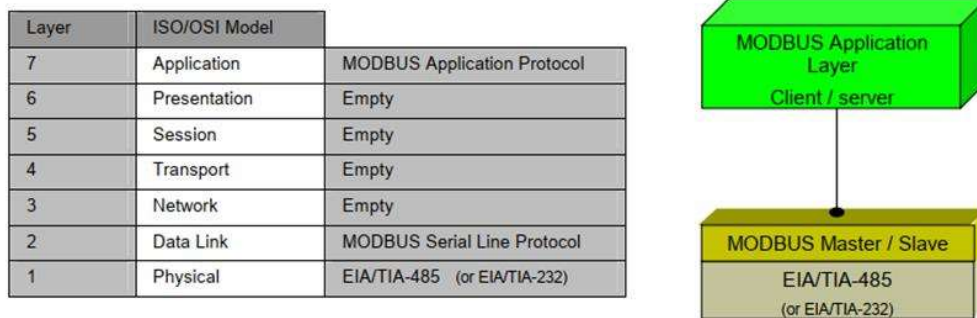 Layer ISO/OSI Model
7 Application MODBUS Application Protocol
6 Presentation Empty
5 Session Empty
4 Transport Empty
3 Network Empty
2 Data Link MODBUS Serial Line Protocol
1 Physical EIA/TIA-485 (or EIA/TIA-232)
MODBUS Application
Layer
Client / server
MODBUS Master / Slave
EIA/TIA-485
(or EIA/TIA-232)